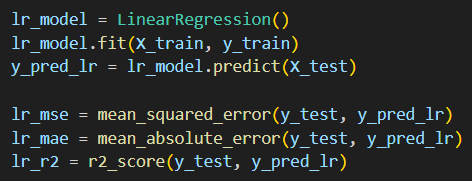 lr_model = LinearRegression()
lr_model.fit(X_train, y_train)
y_pred_lr = lr_model.predict(X_test)
lr_mse = mean_squared_error(y_test, y_pred_lr)
lr_mae = mean_absolute_error(y_test, y_pred_lr)
lr_r2 = r2_score(y_test, y_pred_lr)